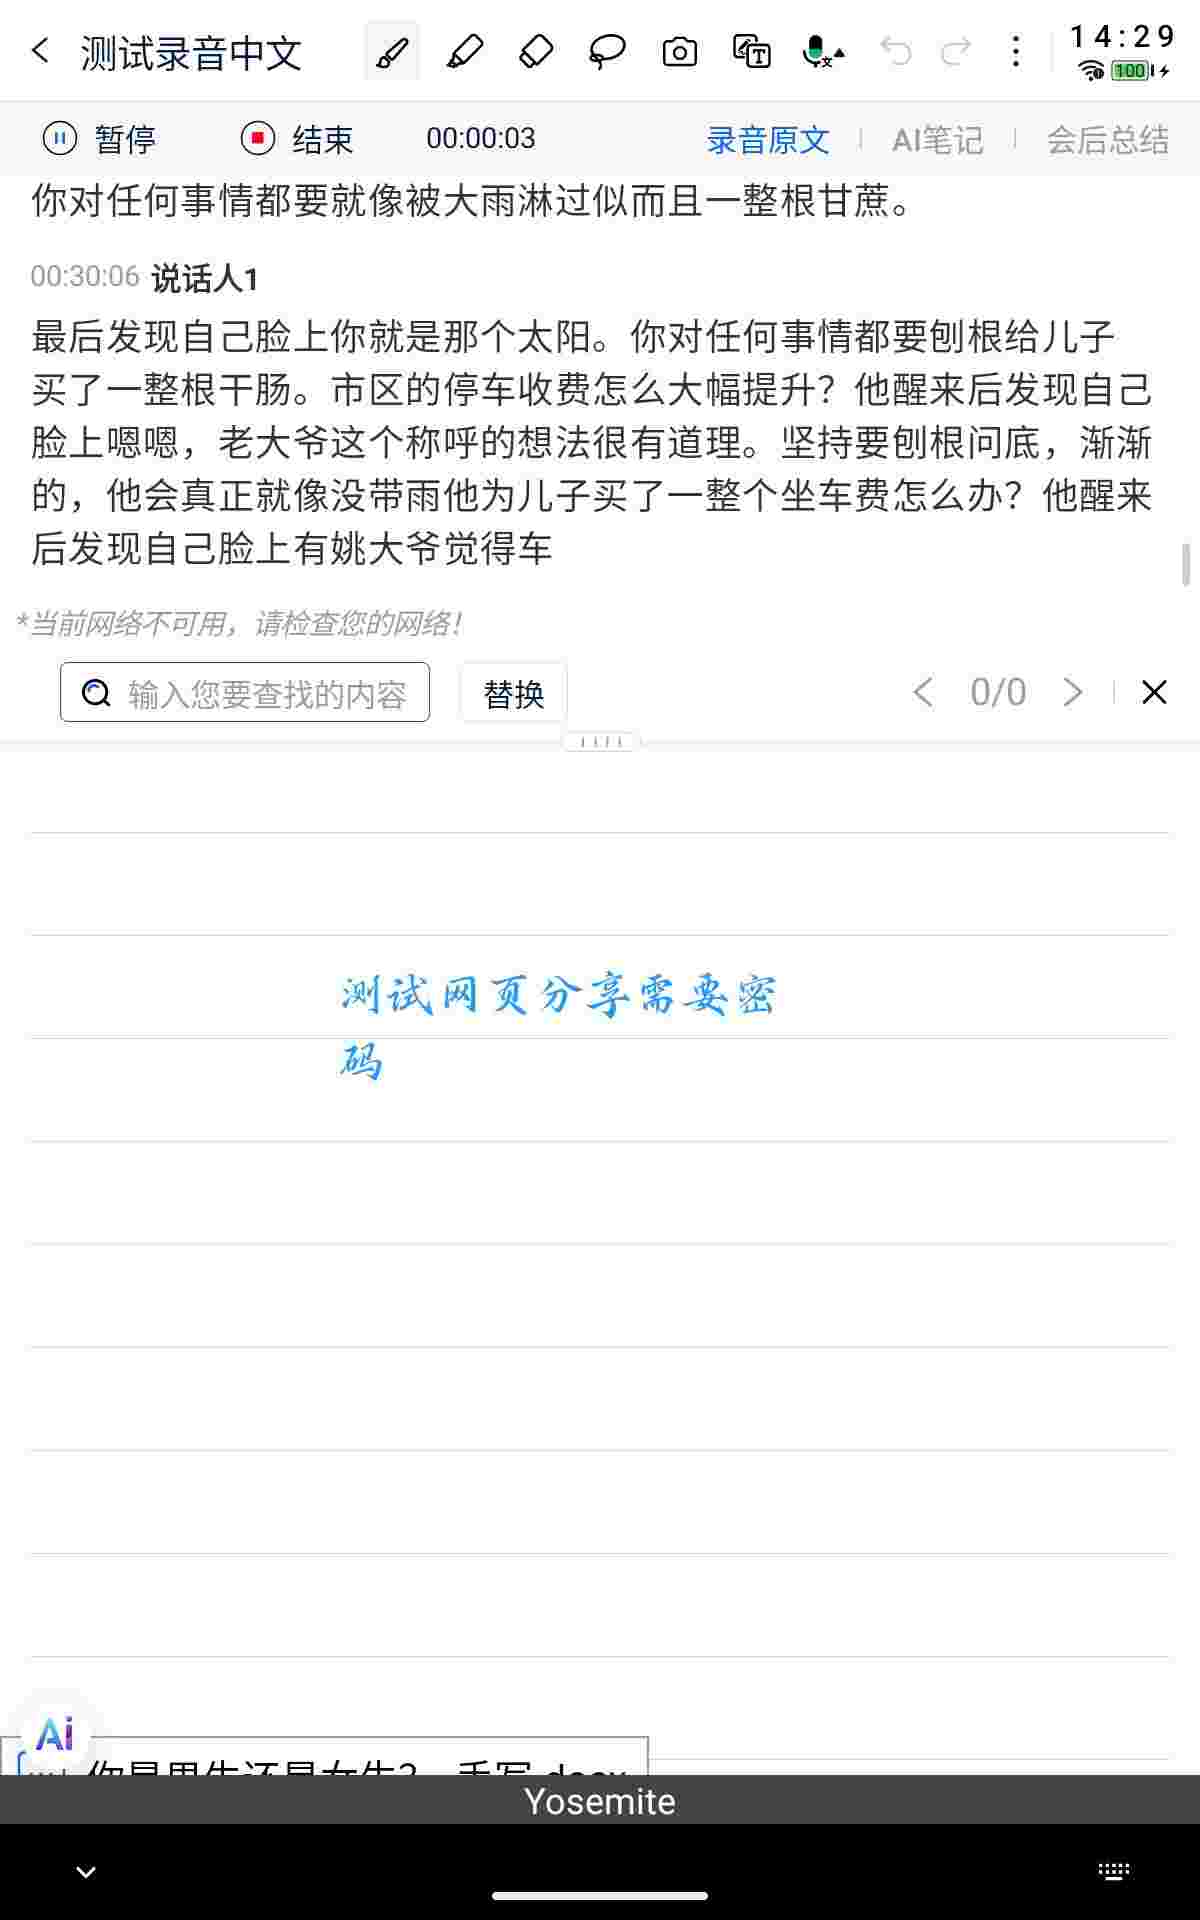 测试录音中文
14:29
100
暂停
结束
00:00:03
录音原文
AI笔记
会后总结
你对任何事情都要就像被大雨淋过似而且一整根甘蔗。
00:30:06 说话人1
最后发现自己脸上你就是那个太阳。你对任何事情都要刨根给儿子
买了一整根干肠。市区的停车收费怎么大幅提升？他醒来后发现自己
脸上嗯嗯，老大爷这个称呼的想法很有道理。坚持要刨根问底，渐渐
的，他会真正就像没带雨他为儿子买了一整个坐车费怎么办？他醒来
后发现自己脸上有姚大爷觉得车
*当前网络不可用，请检查您的网络！
输入您要查找的内容
替换
0/0
测试网页分享需要密
码
Ai
你是男生还是女生？ 手写.docx
Yosemite